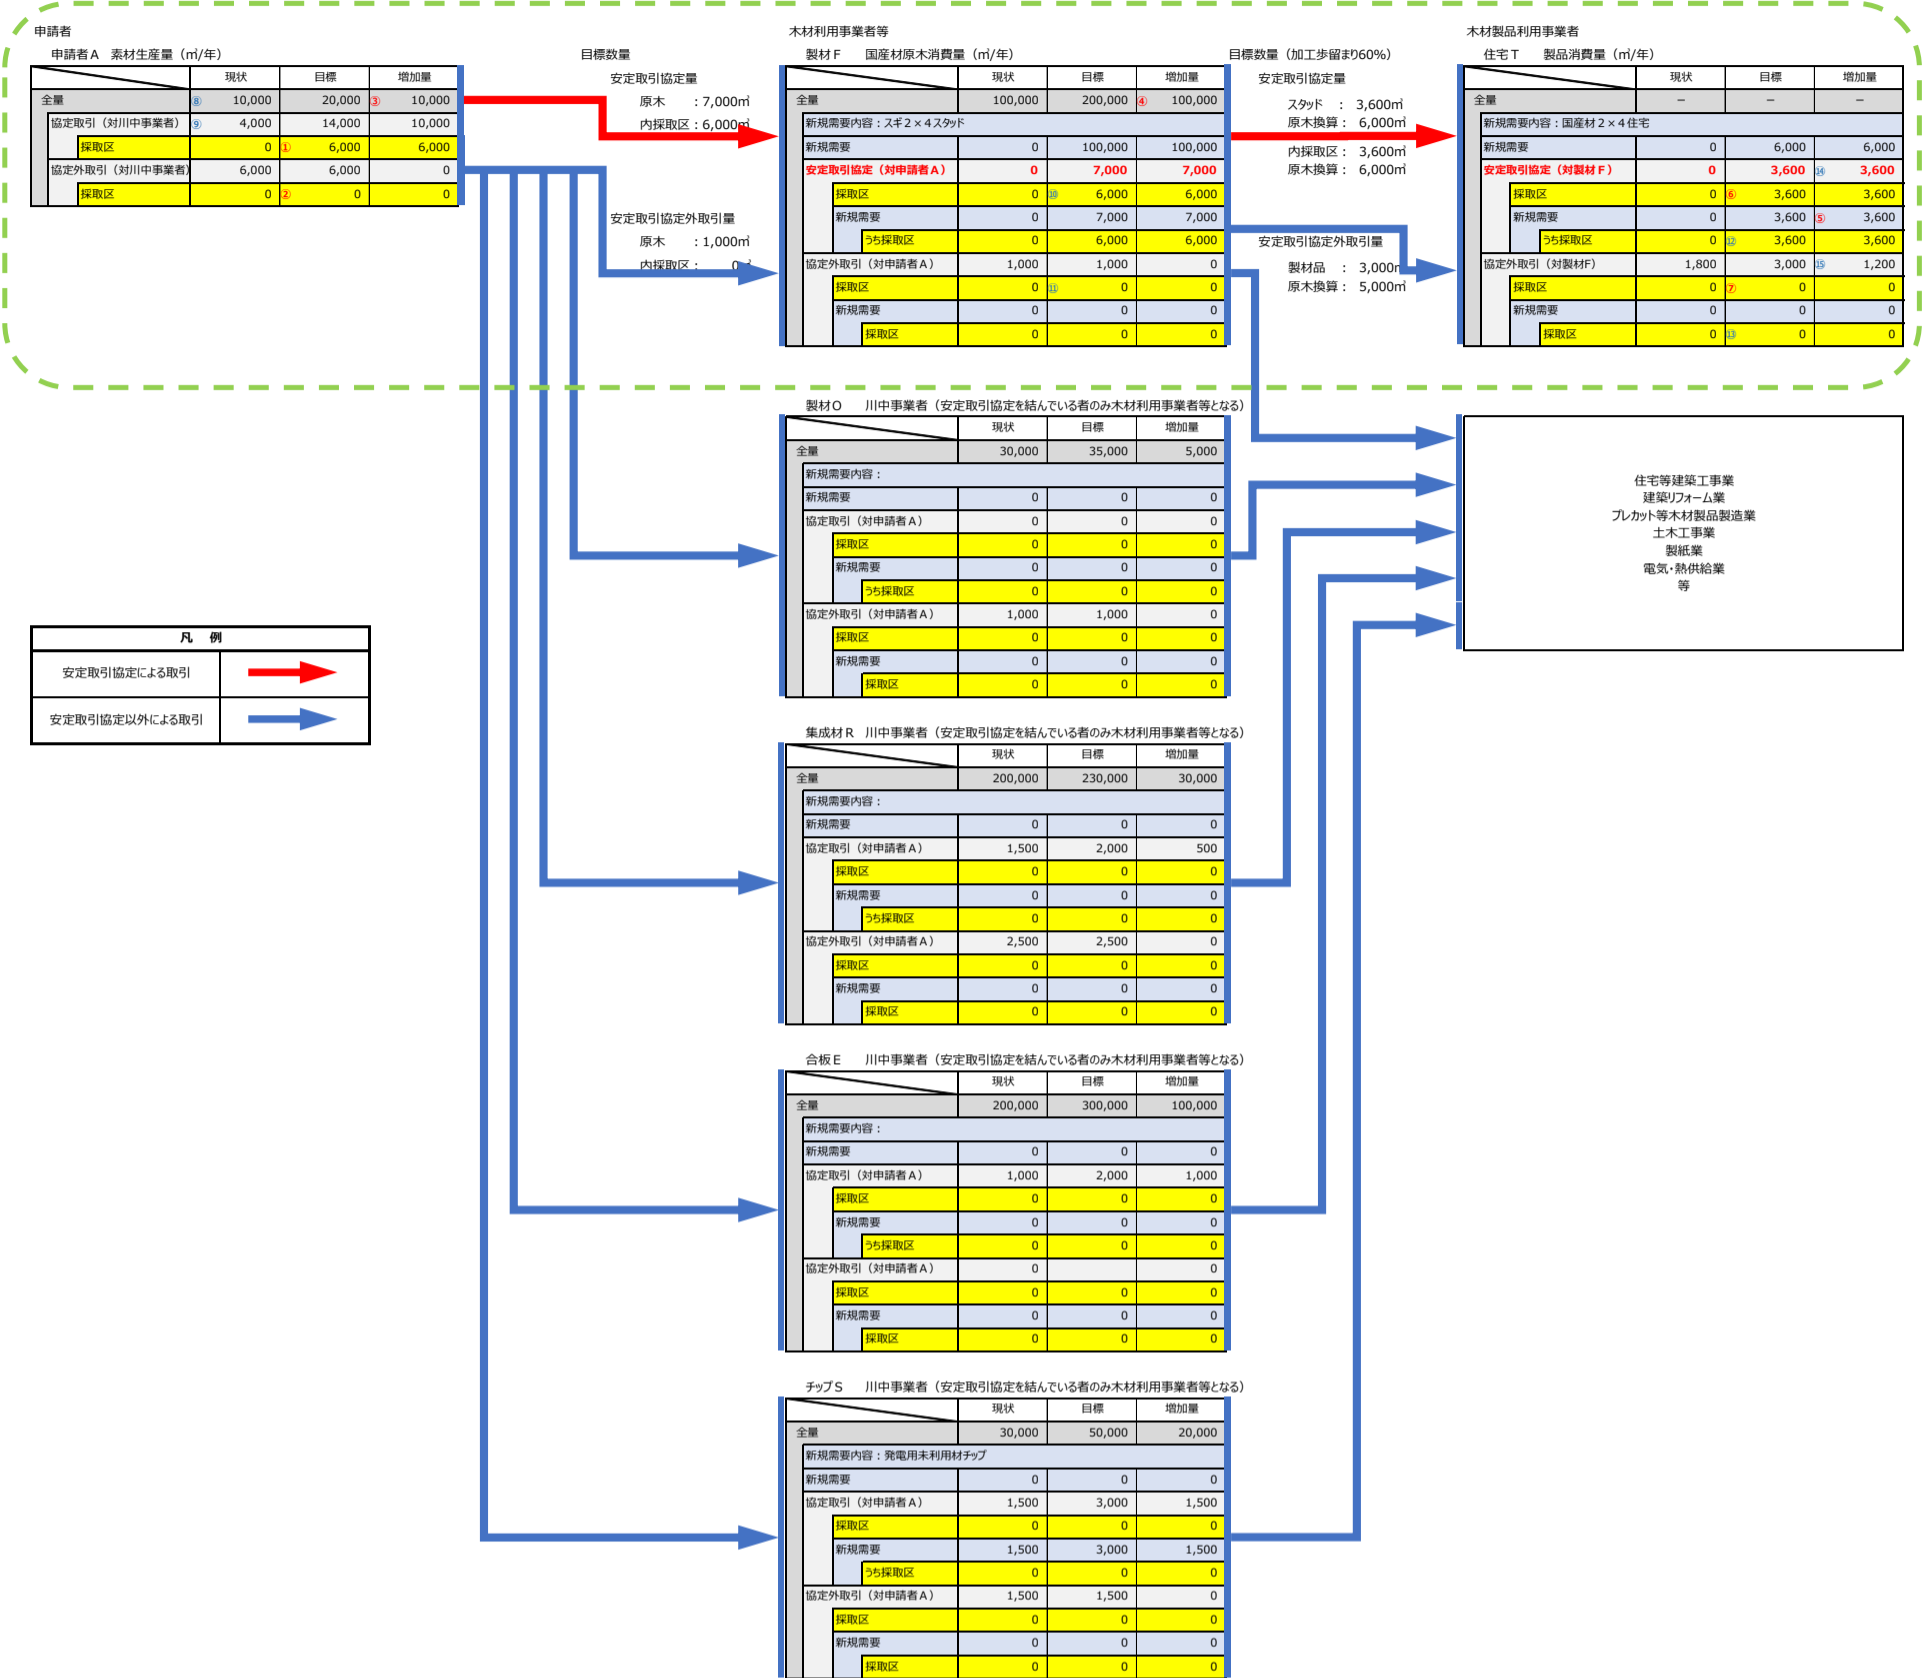 申請者
申請者A 素材生産量（㎥/年）
現状 目標 増加量
全量 ⑧ 10,000 20,000 ③ 10,000
協定取引（対川中事業者） ⑨ 4,000 14,000 10,000
採取区 0 ① 6,000 6,000
協定外取引（対川中事業者） 6,000 6,000 0
採取区 0 ② 0 0
目標数量
安定取引協定量
原木 ：7,000㎥
内採取区：6,000㎥
安定取引協定外取引量
原木 ：1,000㎥
内採取区： 0㎥
木材利用事業者等
製材F 国産材原木消費量（㎥/年）
現状 目標 増加量
全量 100,000 200,000 ④ 100,000
新規需要内容：スギ2×4スタッド
新規需要 0 100,000 100,000
安定取引協定（対申請者A） 0 7,000 7,000
採取区 0 ⑩ 6,000 6,000
新規需要 0 7,000 7,000
うち採取区 0 6,000 6,000
協定外取引（対申請者A） 1,000 1,000 0
採取区 0 ⑪ 0 0
新規需要 0 0 0
採取区 0 0 0
目標数量（加工歩留まり60%）
安定取引協定量
スタッド ： 3,600㎥
原木換算： 6,000㎥
内採取区： 3,600㎥
原木換算： 6,000㎥
安定取引協定外取引量
製材品 ： 3,000㎥
原木換算： 5,000㎥
木材製品利用事業者
住宅T 製品消費量（㎥/年）
現状 目標 増加量
全量 － － －
新規需要内容：国産材2×4住宅
新規需要 0 6,000 6,000
安定取引協定（対製材F） 0 3,600 ⑭ 3,600
採取区 0 ⑥ 3,600 3,600
新規需要 0 3,600 ⑤ 3,600
うち採取区 0 ⑫ 3,600 3,600
協定外取引（対製材F） 1,800 3,000 ⑮ 1,200
採取区 0 ⑦ 0 0
新規需要 0 0 0
採取区 0 ⑬ 0 0
製材O 川中事業者（安定取引協定を結んでいる者のみ木材利用事業者等となる）
現状 目標 増加量
全量 30,000 35,000 5,000
新規需要内容：
新規需要 0 0 0
協定取引（対申請者A） 0 0 0
採取区 0 0 0
新規需要 0 0 0
うち採取区 0 0 0
協定外取引（対申請者A） 1,000 1,000 0
採取区 0 0 0
新規需要 0 0 0
採取区 0 0 0
住宅等建築工事業
建築リフォーム業
プレカット等木材製品製造業
土木工事業
製紙業
電気・熱供給業
等
凡 例
安定取引協定による取引
安定取引協定以外による取引
集成材R 川中事業者（安定取引協定を結んでいる者のみ木材利用事業者等となる）
現状 目標 増加量
全量 200,000 230,000 30,000
新規需要内容：
新規需要 0 0 0
協定取引（対申請者A） 1,500 2,000 500
採取区 0 0 0
新規需要 0 0 0
うち採取区 0 0 0
協定外取引（対申請者A） 2,500 2,500 0
採取区 0 0 0
新規需要 0 0 0
採取区 0 0 0
合板E 川中事業者（安定取引協定を結んでいる者のみ木材利用事業者等となる）
現状 目標 増加量
全量 200,000 300,000 100,000
新規需要内容：
新規需要 0 0 0
協定取引（対申請者A） 1,000 2,000 1,000
採取区 0 0 0
新規需要 0 0 0
うち採取区 0 0 0
協定外取引（対申請者A） 0 0
採取区 0 0 0
新規需要 0 0 0
採取区 0 0 0
チップS 川中事業者（安定取引協定を結んでいる者のみ木材利用事業者等となる）
現状 目標 増加量
全量 30,000 50,000 20,000
新規需要内容：発電用未利用材チップ
新規需要 0 0 0
協定取引（対申請者A） 1,500 3,000 1,500
採取区 0 0 0
新規需要 1,500 3,000 1,500
うち採取区 0 0 0
協定外取引（対申請者A） 1,500 1,500 0
採取区 0 0 0
新規需要 0 0 0
採取区 0 0 0